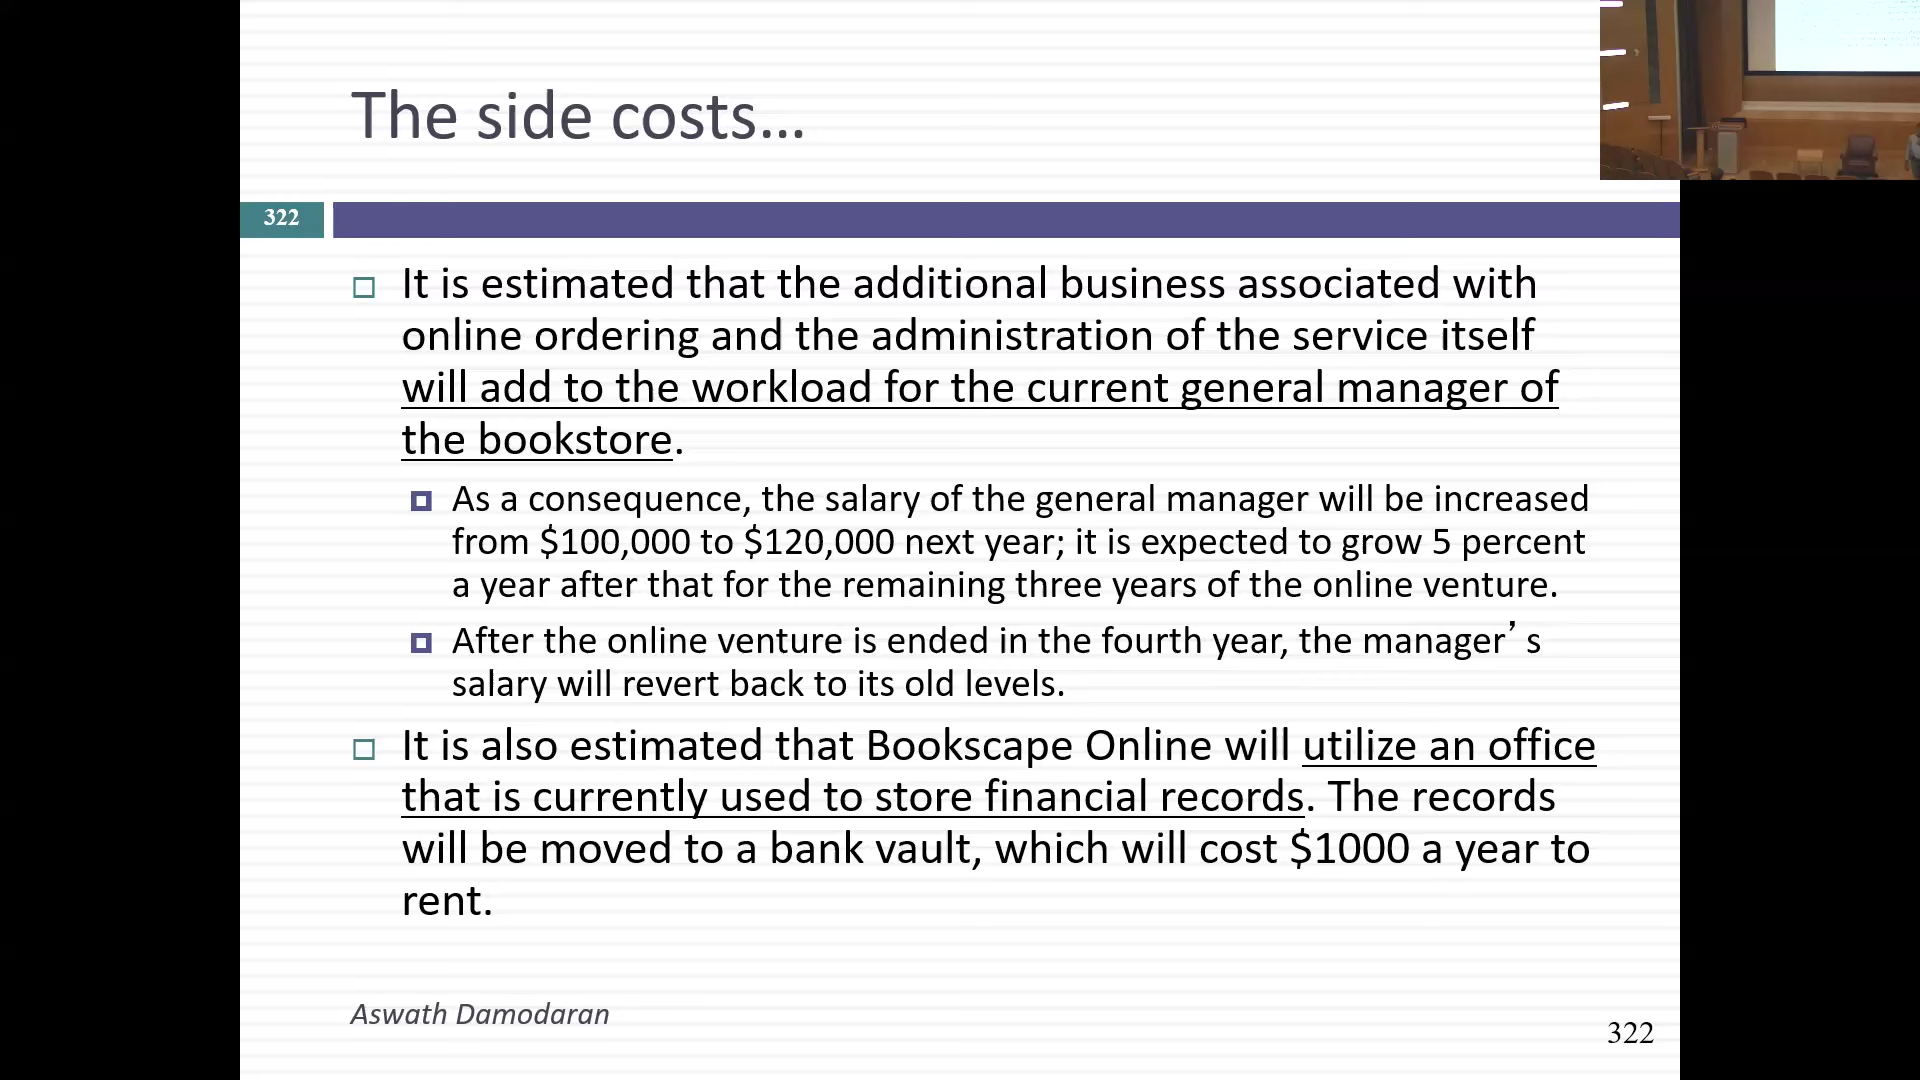 The side costs...
322
It is estimated that the additional business associated with
online ordering and the administration of the service itself
will add to the workload for the current general manager of
the bookstore.
As a consequence, the salary of the general manager will be increased
from $100,000 to $120,000 next year; it is expected to grow 5 percent
a year after that for the remaining three years of the online venture.
After the online venture is ended in the fourth year, the manager’s
salary will revert back to its old levels.
It is also estimated that Bookscape Online will utilize an office
that is currently used to store financial records. The records
will be moved to a bank vault, which will cost $1000 a year to
rent.
Aswath Damodaran
322